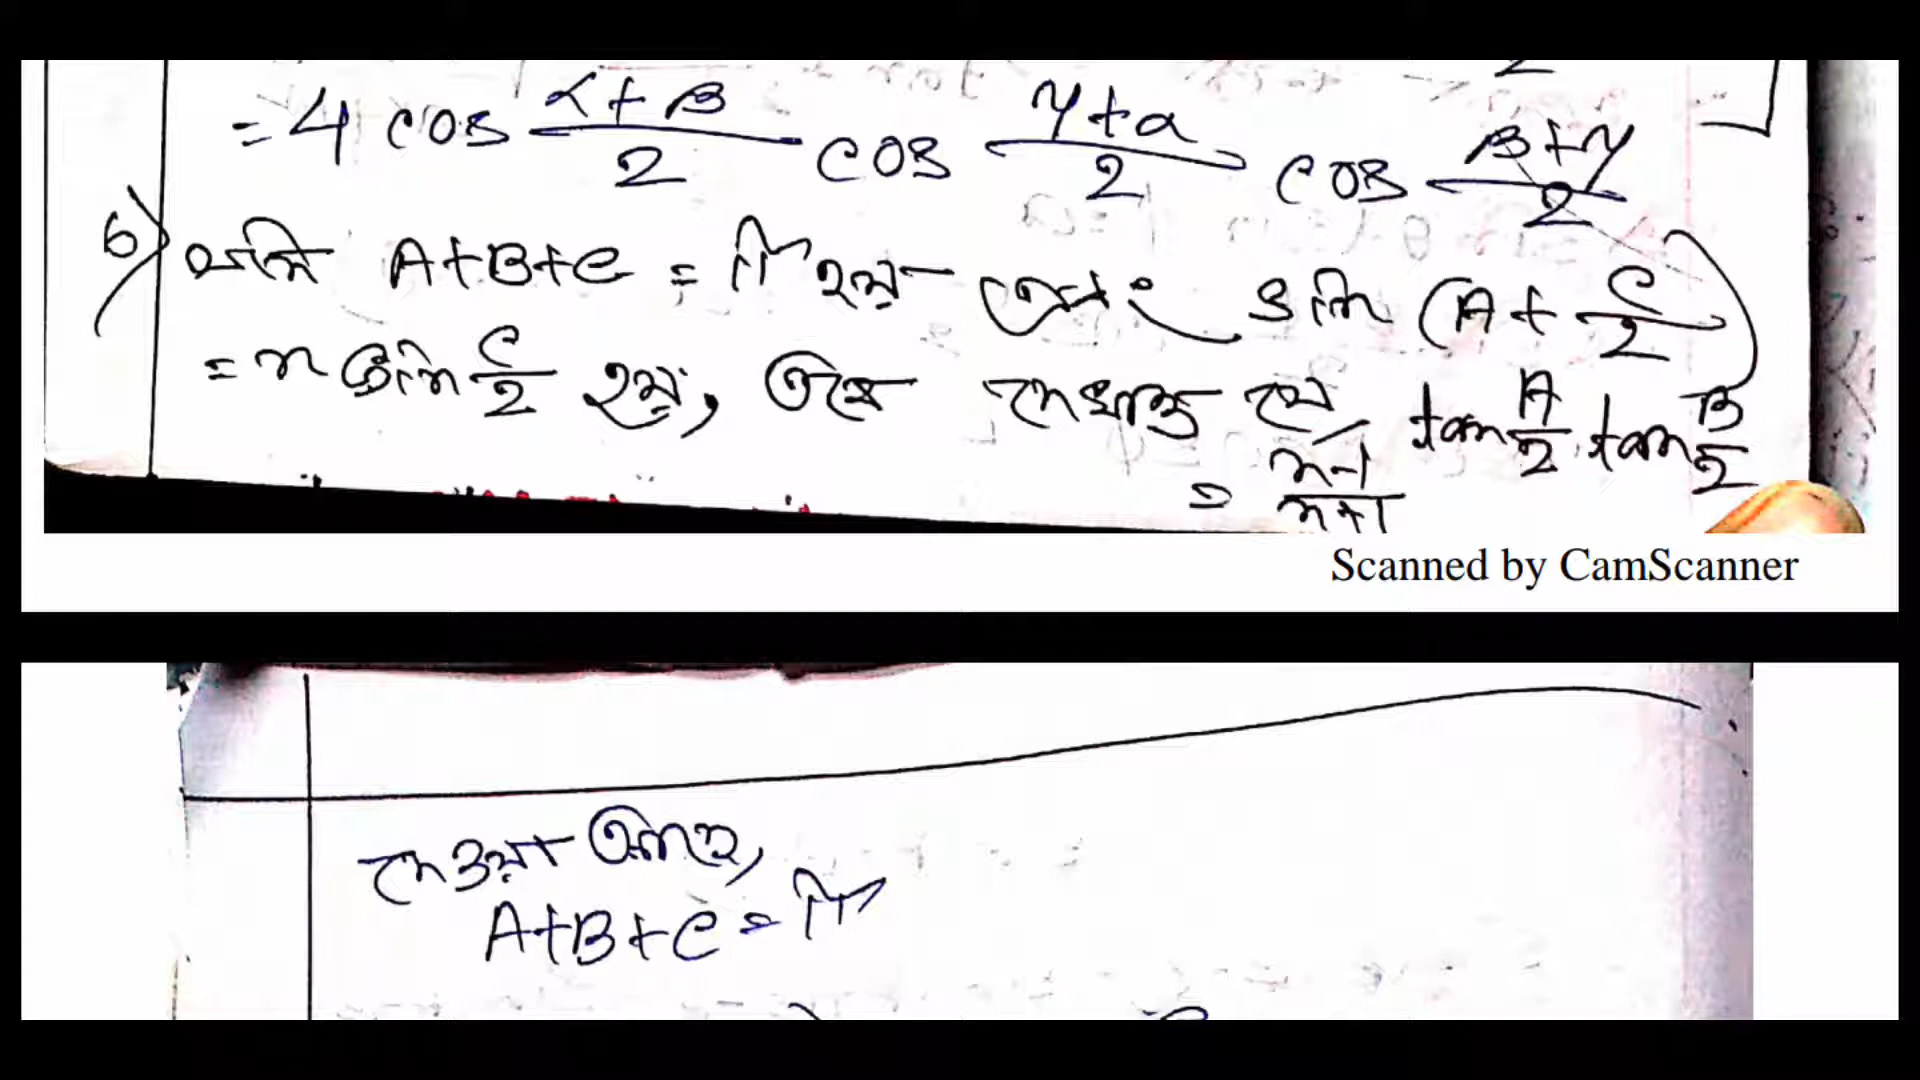 = 4 cos (α+β)/2 cos (γ+α)/2 cos (β+γ)/2
6) যদি A+B+C = π হয় এবং sin (A + C/2)
= n sin C/2 হয়, তবে দেখাও যে, tan A/2 . tan B/2
= (n-1)/(n+1)
Scanned by CamScanner
দেওয়া আছে,
A+B+C = π